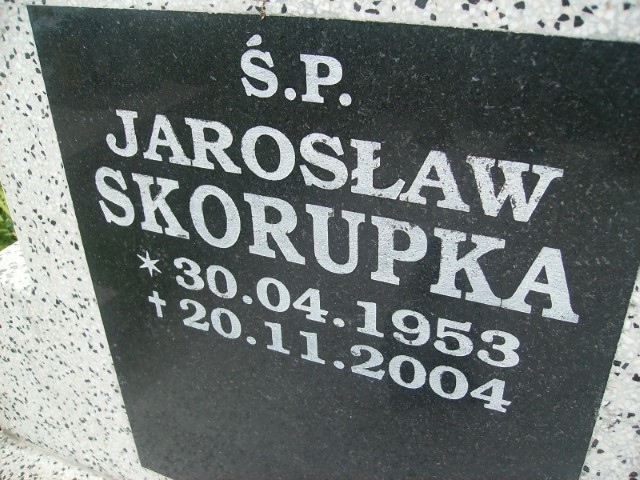 Ś.P.
JAROSŁAW
SKORUPKA
* 30.04.1953
† 20.11.2004